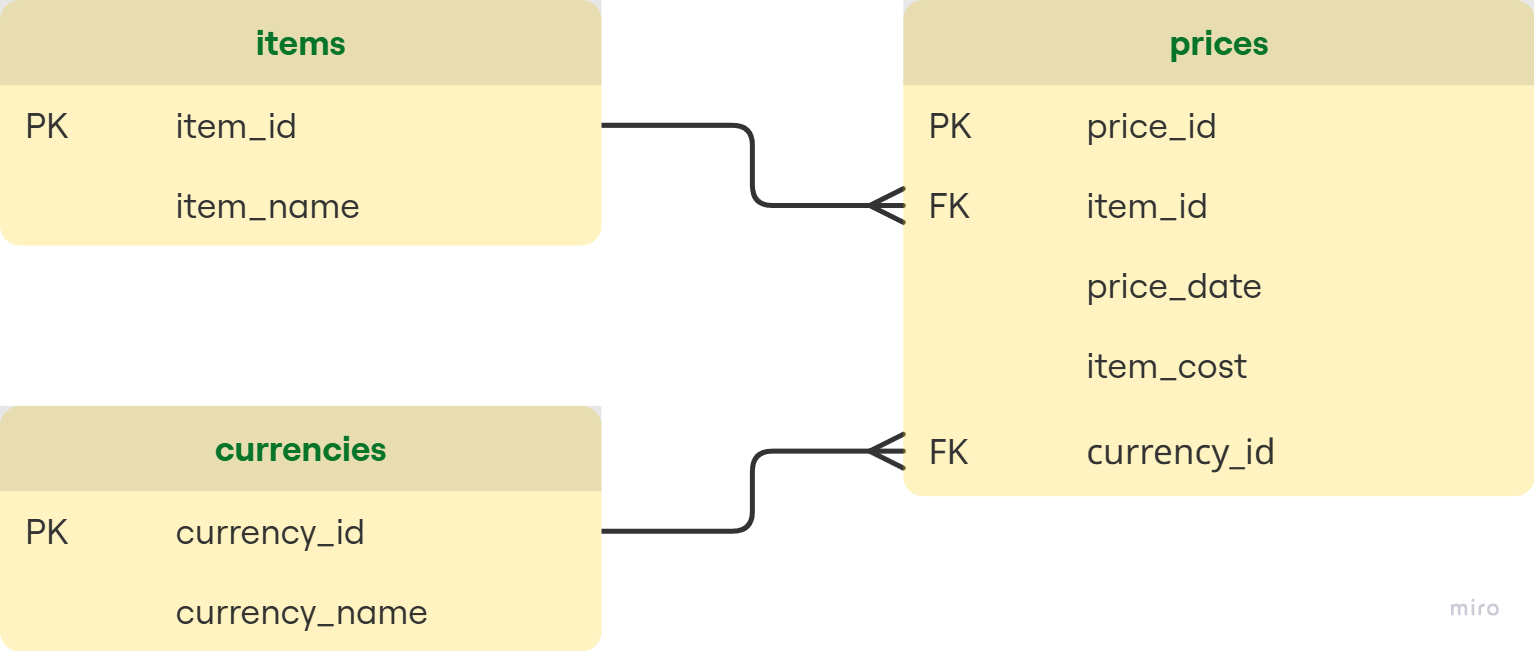 items
PK item_id
item_name
prices
PK price_id
FK item_id
price_date
item_cost
FK currency_id
currencies
PK currency_id
currency_name
miro